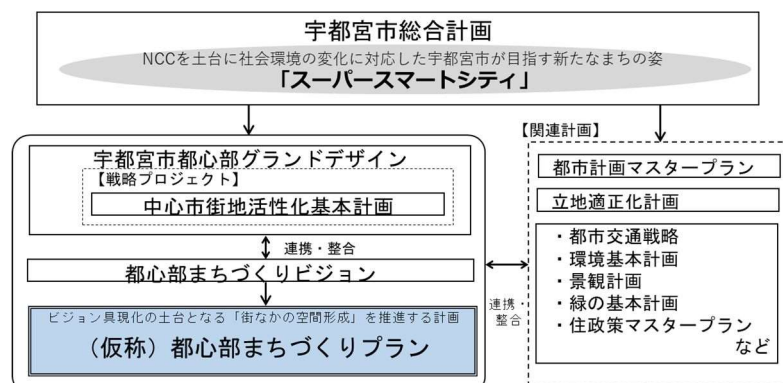 宇都宮市総合計画
NCCを土台に社会環境の変化に対応した宇都宮市が目指す新たなまちの姿
「スーパースマートシティ」
宇都宮市都心部グランドデザイン
【戦略プロジェクト】
中心市街地活性化基本計画
連携・整合
都心部まちづくりビジョン
ビジョン具現化の土台となる「街なかの空間形成」を推進する計画
（仮称）都心部まちづくりプラン
連携・
整合
【関連計画】
都市計画マスタープラン
立地適正化計画
・都市交通戦略
・環境基本計画
・景観計画
・緑の基本計画
・住政策マスタープラン
など